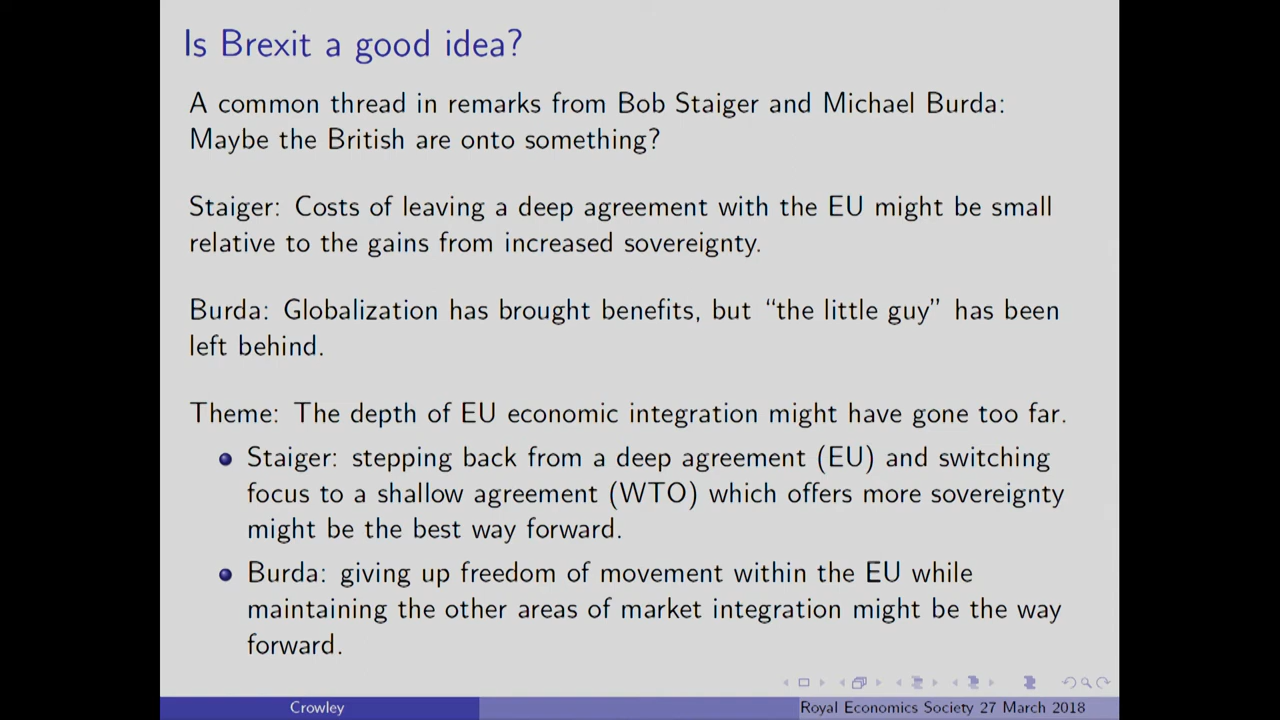 Is Brexit a good idea?
A common thread in remarks from Bob Staiger and Michael Burda:
Maybe the British are onto something?
Staiger: Costs of leaving a deep agreement with the EU might be small
relative to the gains from increased sovereignty.
Burda: Globalization has brought benefits, but “the little guy” has been
left behind.
Theme: The depth of EU economic integration might have gone too far.
Staiger: stepping back from a deep agreement (EU) and switching
focus to a shallow agreement (WTO) which offers more sovereignty
might be the best way forward.
Burda: giving up freedom of movement within the EU while
maintaining the other areas of market integration might be the way
forward.
Crowley
Royal Economics Society 27 March 2018